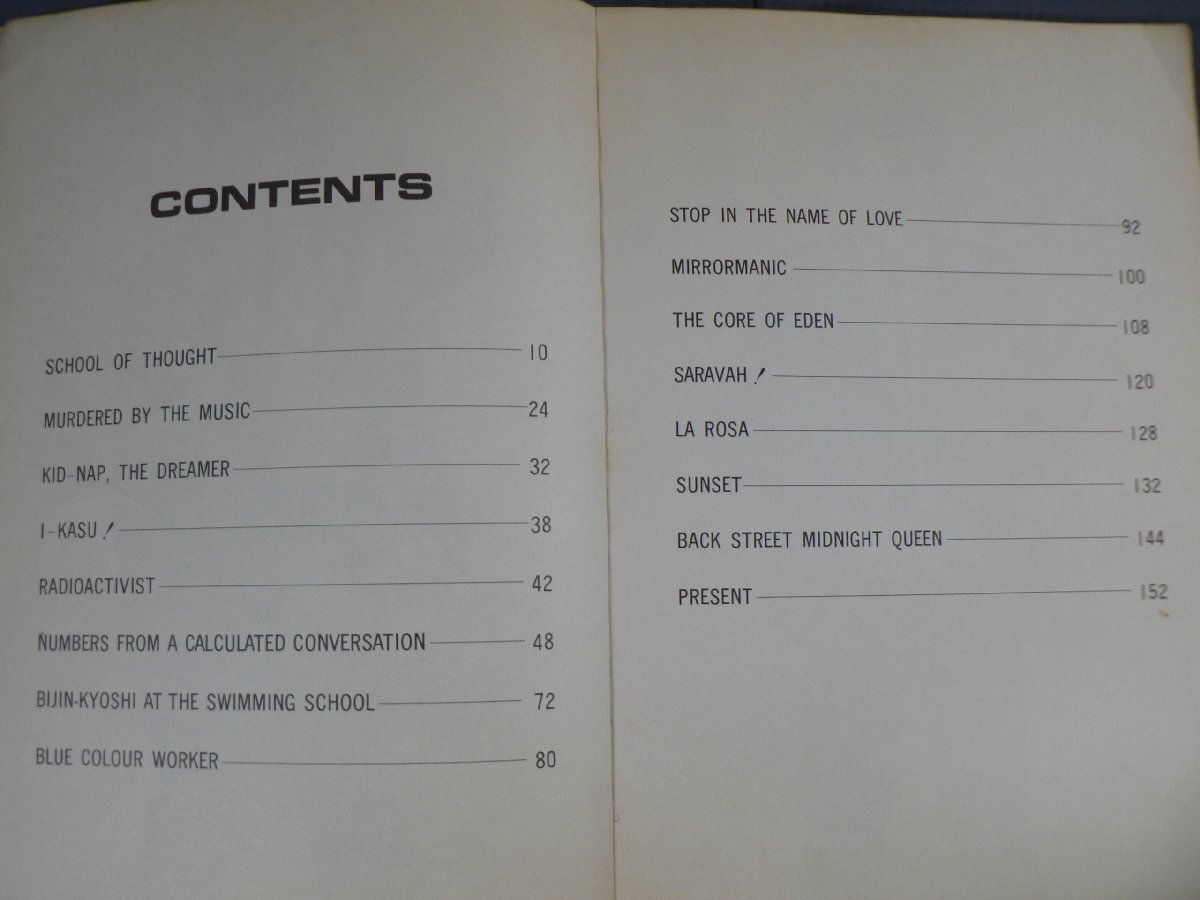 CONTENTS
SCHOOL OF THOUGHT 10
MURDERED BY THE MUSIC 24
KID-NAP, THE DREAMER 32
I-KASU! 38
RADIOACTIVIST 42
NUMBERS FROM A CALCULATED CONVERSATION 48
BIJIN-KYOSHI AT THE SWIMMING SCHOOL 72
BLUE COLOUR WORKER 80
STOP IN THE NAME OF LOVE 92
MIRRORMANIC 100
THE CORE OF EDEN 108
SARAVAH! 120
LA ROSA 128
SUNSET 132
BACK STREET MIDNIGHT QUEEN 144
PRESENT 152